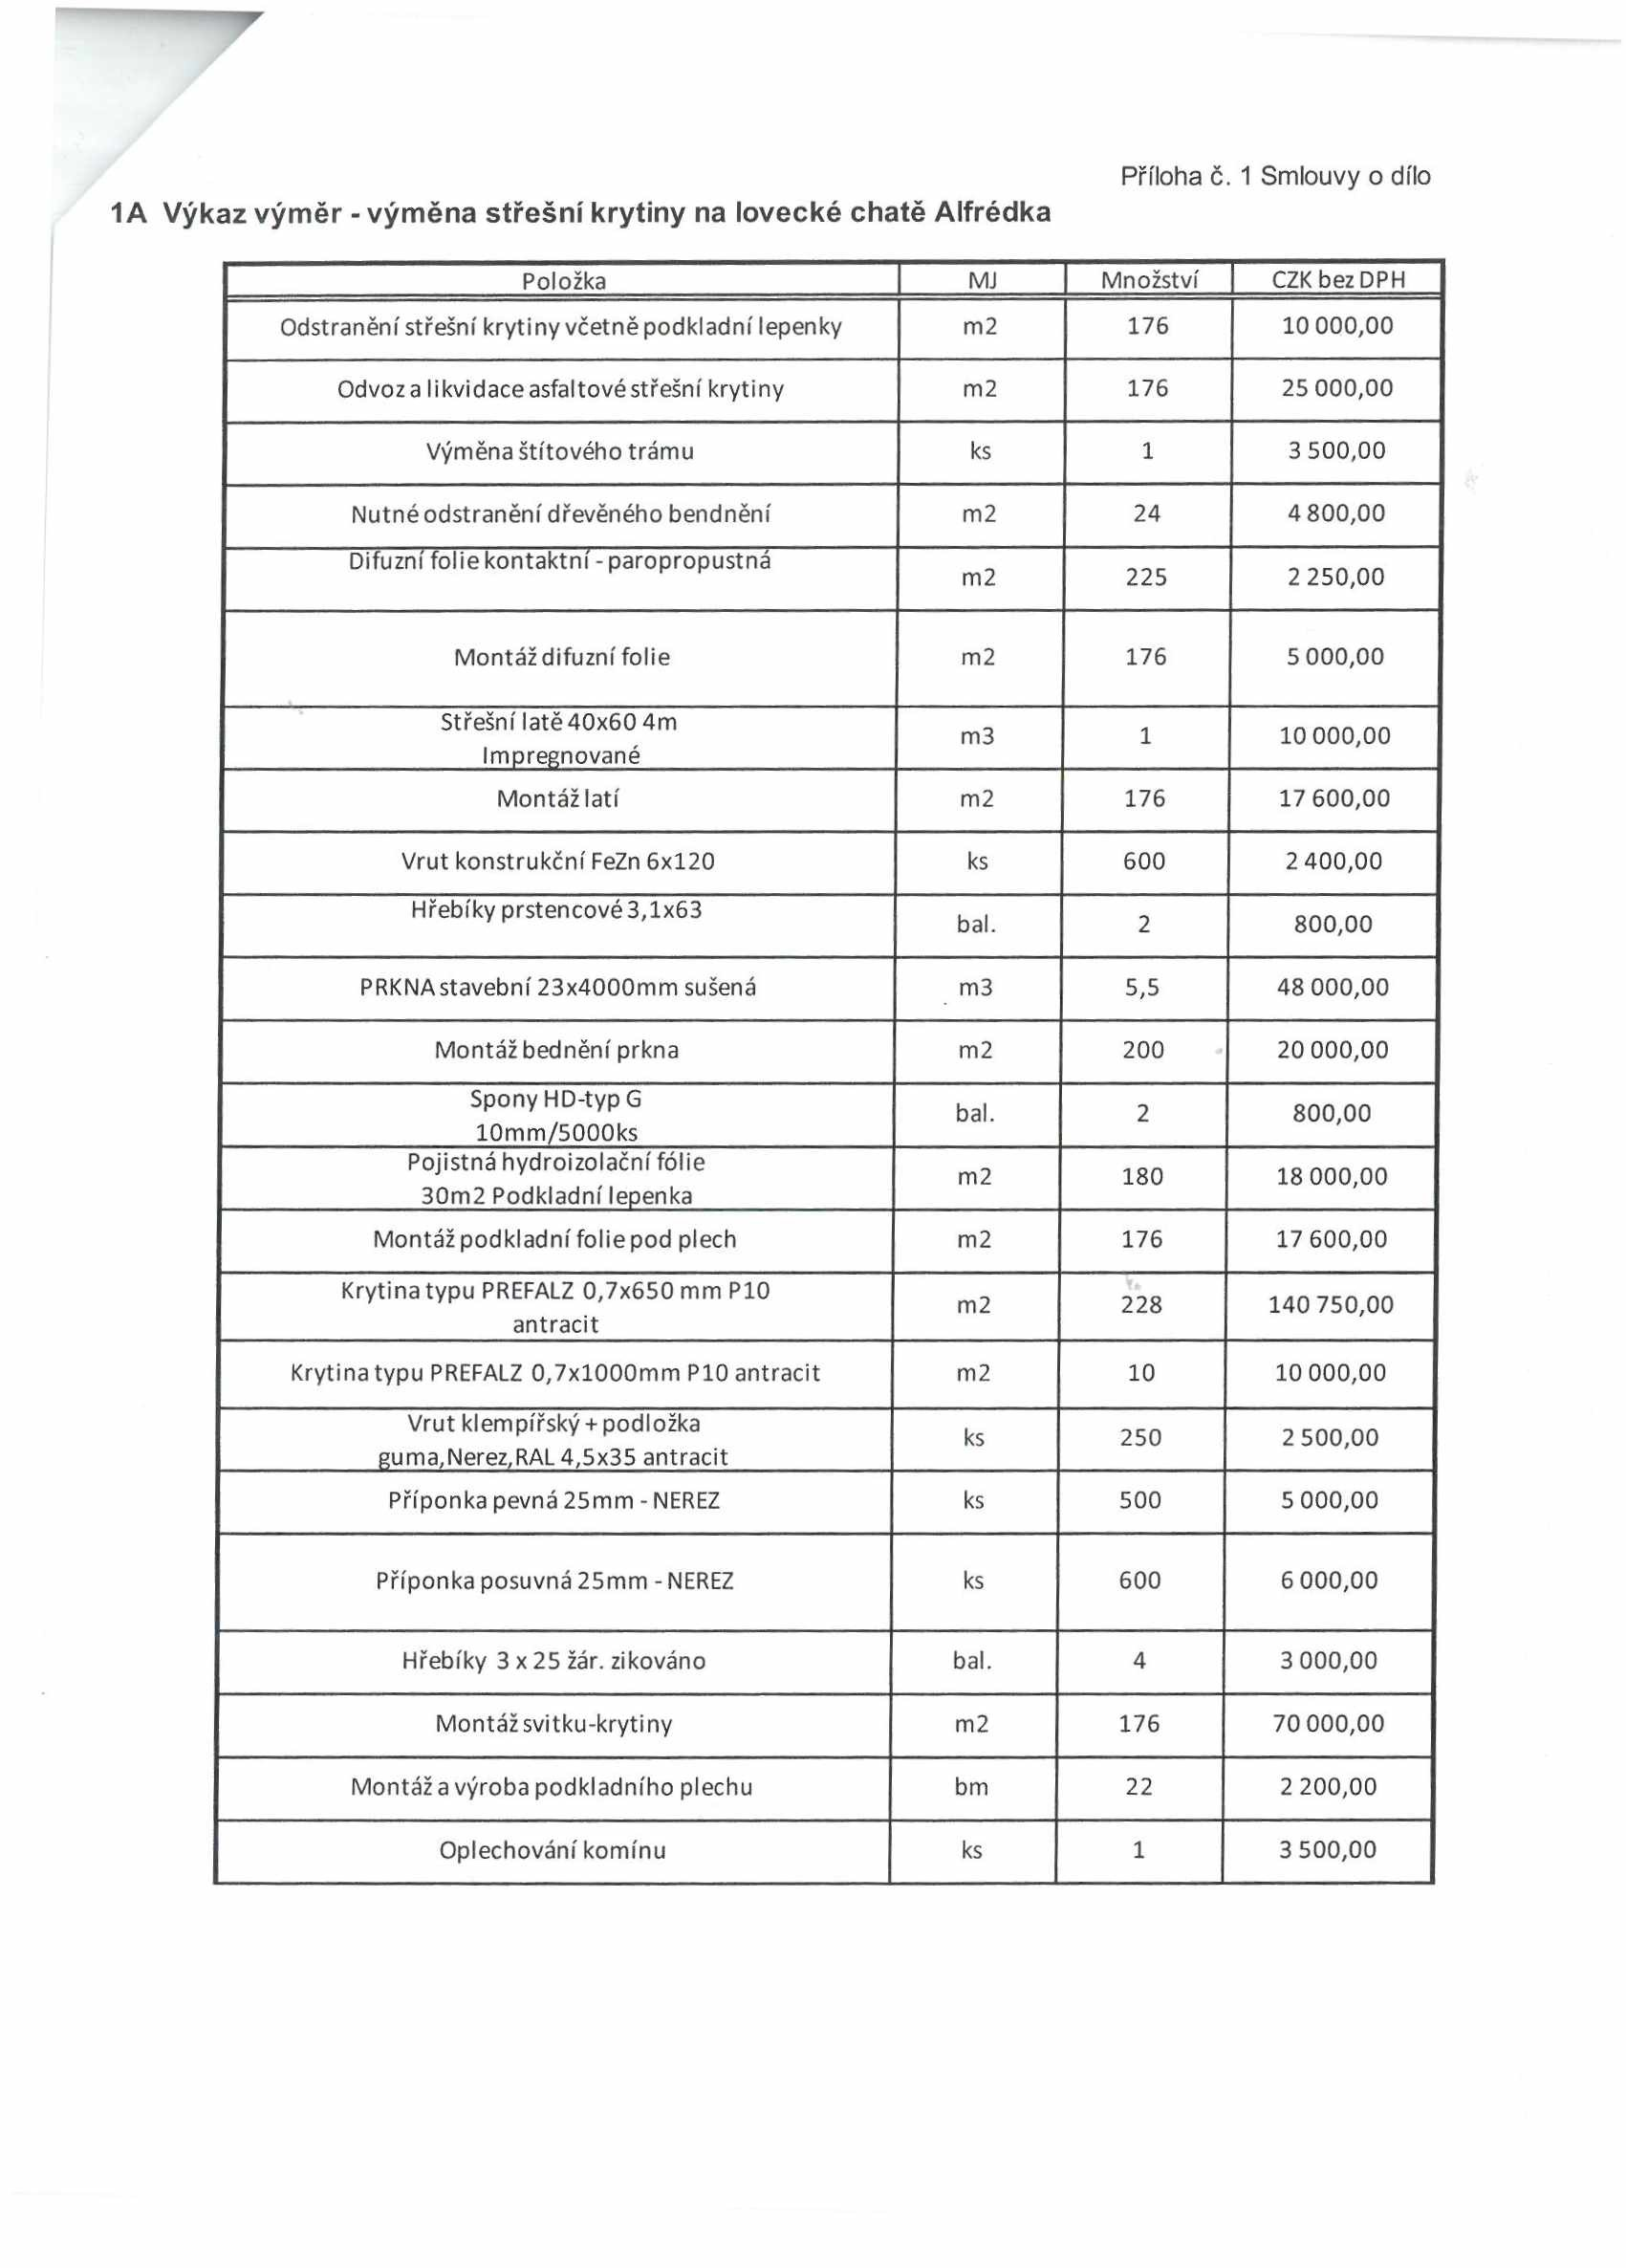 Příloha č. 1 Smlouvy o dílo
1A Výkaz výměr - výměna střešní krytiny na lovecké chatě Alfrédka
Položka MJ Množství CZK bez DPH
Odstranění střešní krytiny včetně podkladní lepenky m2 176 10 000,00
Odvoz a likvidace asfaltové střešní krytiny m2 176 25 000,00
Výměna štítového trámu ks 1 3 500,00
Nutné odstranění dřevěného bendnění m2 24 4 800,00
Difuzní folie kontaktní - paropropustná m2 225 2 250,00
Montáž difuzní folie m2 176 5 000,00
Střešní latě 40x60 4m
Impregnované m3 1 10 000,00
Montáž latí m2 176 17 600,00
Vrut konstrukční FeZn 6x120 ks 600 2 400,00
Hřebíky prstencové 3,1x63 bal. 2 800,00
PRKNA stavební 23x4000mm sušená m3 5,5 48 000,00
Montáž bednění prkna m2 200 20 000,00
Spony HD-typ G
10mm/5000ks bal. 2 800,00
Pojistná hydroizolační fólie
30m2 Podkladní lepenka m2 180 18 000,00
Montáž podkladní folie pod plech m2 176 17 600,00
Krytina typu PREFALZ 0,7x650 mm P10
antracit m2 228 140 750,00
Krytina typu PREFALZ 0,7x1000mm P10 antracit m2 10 10 000,00
Vrut klempířský + podložka
guma,Nerez,RAL 4,5x35 antracit ks 250 2 500,00
Příponka pevná 25mm - NEREZ ks 500 5 000,00
Příponka posuvná 25mm - NEREZ ks 600 6 000,00
Hřebíky 3 x 25 žár. zikováno bal. 4 3 000,00
Montáž svitku-krytiny m2 176 70 000,00
Montáž a výroba podkladního plechu bm 22 2 200,00
Oplechování komínu ks 1 3 500,00